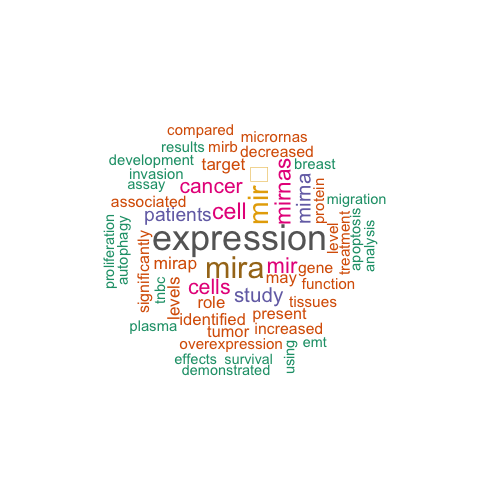 compared
micrornas
results
mirb
decreased
development
target
breast
invasion
assay
cancer
mir
mirnas
mirna
protein
migration
associated
patients
cell
expression
proliferation
autophagy
significantly
mirap
mira
mir
gene
level
treatment
apoptosis
analysis
may
function
tnbc
levels
cells
study
role
tissues
plasma
identified
present
tumor
increased
overexpression
using
emt
effects
survival
demonstrated